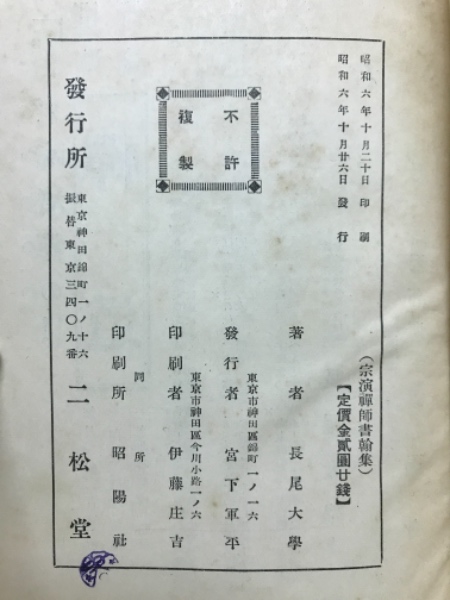 昭和六年十月二十日印刷
昭和六年十月廿六日發行
(宗演禪師書翰集)
【定價金貳圓廿錢】
不許
複製
著者 長尾大學
東京市神田區錦町一ノ一六
發行者 宮下軍平
東京市神田區今川小路一ノ六
印刷者 伊藤庄吉
同所
印刷所 昭陽社
發行所
東京神田錦町一ノ十六
振替東京三四〇九番
二松堂